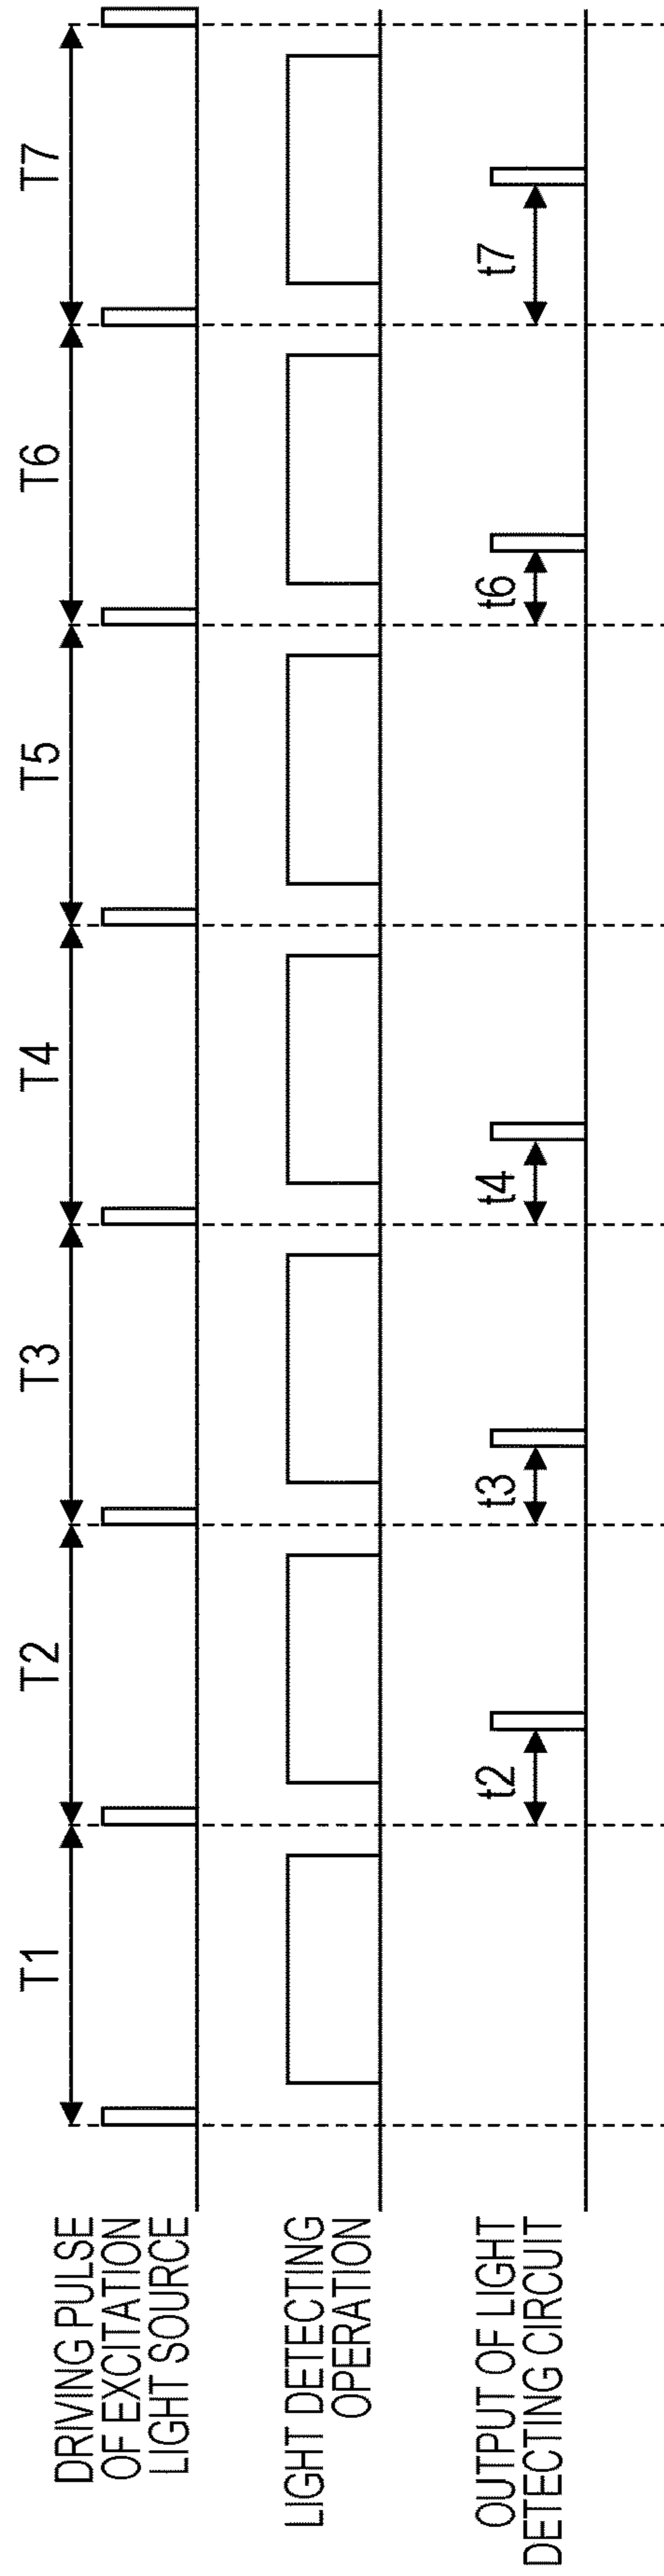 T1 T2 T3 T4 T5 T6 T7
DRIVING PULSE
OF EXCITATION
LIGHT SOURCE
LIGHT DETECTING
OPERATION
t2 t3 t4 t6 t7
OUTPUT OF LIGHT
DETECTING CIRCUIT